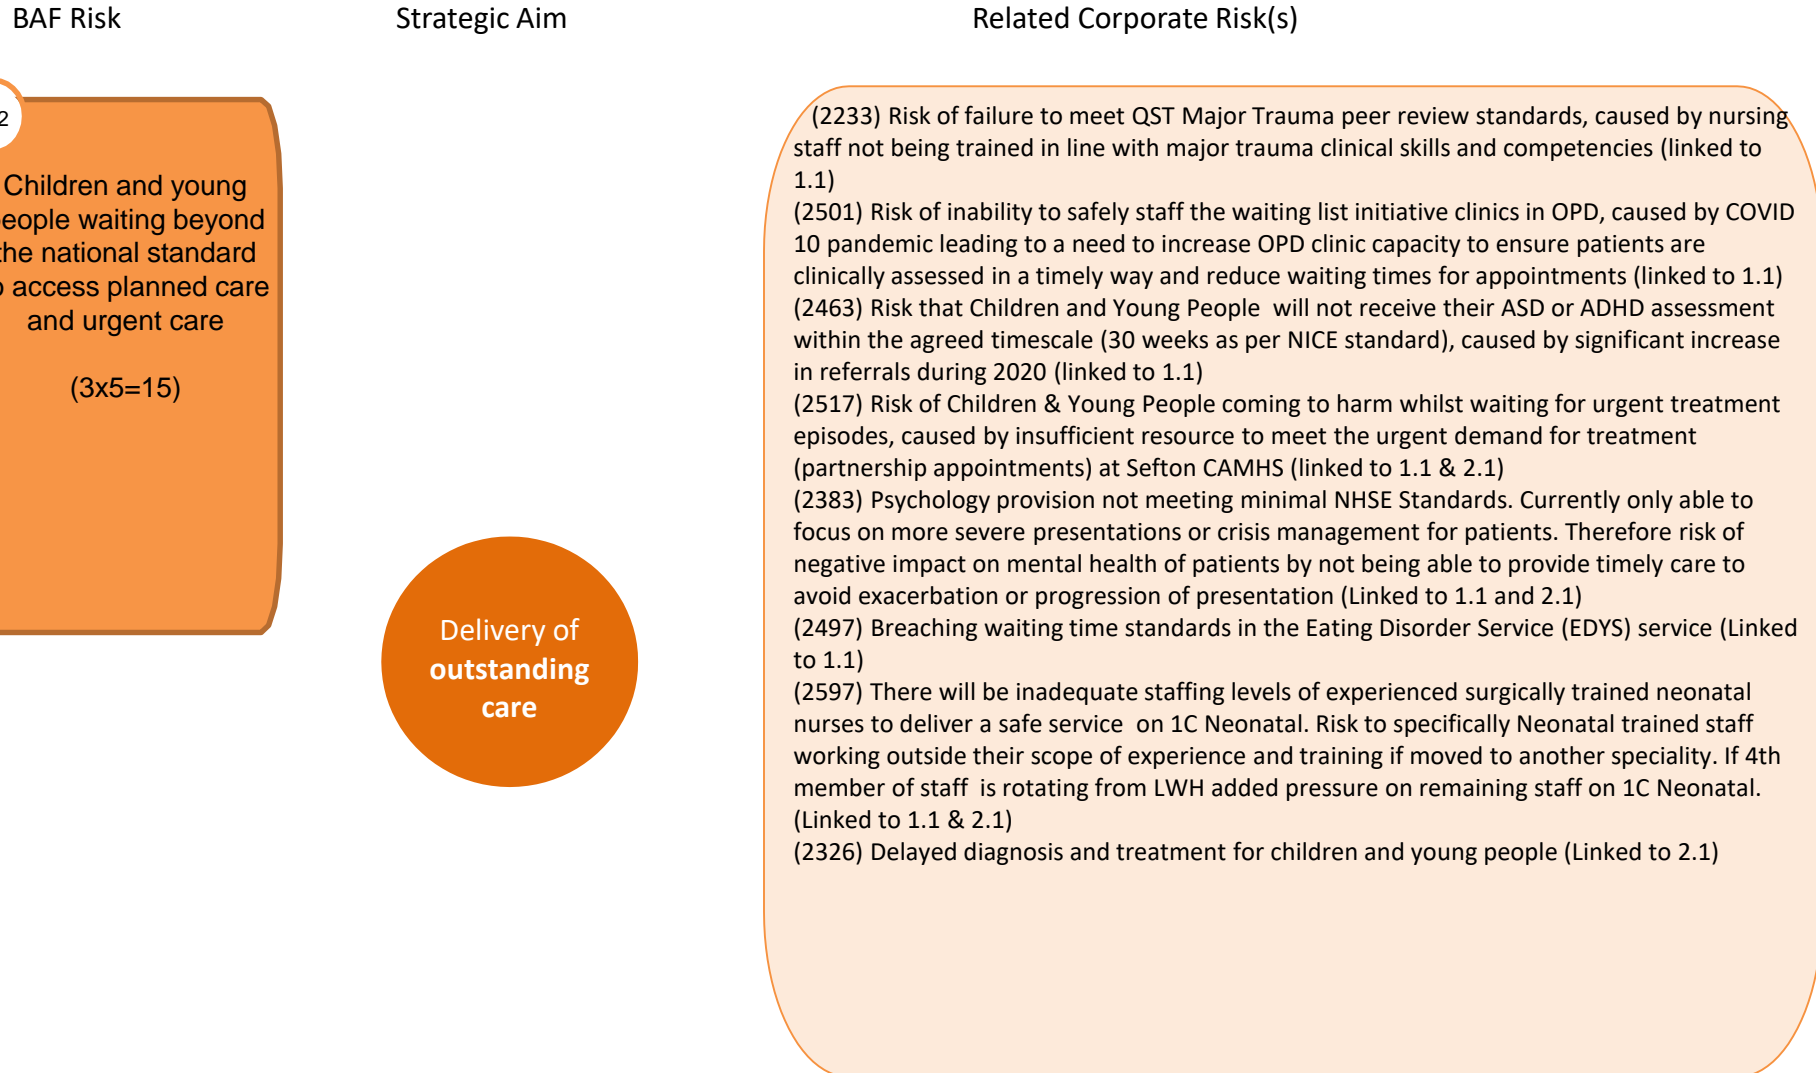 BAF Risk
Strategic Aim
Related Corporate Risk(s)
2
Children and young
waiting beyond
national standard
access planned care
and urgent care
(3x5=15)
Delivery of
outstanding
care
(2233) Risk of failure to meet QST Major Trauma peer review standards, caused by nursing
staff not being trained in line with major trauma clinical skills and competencies (linked to
1.1)
(2501) Risk of inability to safely staff the waiting list initiative clinics in OPD, caused by COVID
10 pandemic leading to a need to increase OPD clinic capacity to ensure patients are
clinically assessed in a timely way and reduce waiting times for appointments (linked to 1.1)
(2463) Risk that Children and Young People  will not receive their ASD or ADHD assessment
within the agreed timescale (30 weeks as per NICE standard), caused by significant increase
in referrals during 2020 (linked to 1.1)
(2517) Risk of Children & Young People coming to harm whilst waiting for urgent treatment
episodes, caused by insufficient resource to meet the urgent demand for treatment
(partnership appointments) at Sefton CAMHS (linked to 1.1 & 2.1)
(2383) Psychology provision not meeting minimal NHSE Standards. Currently only able to
focus on more severe presentations or crisis management for patients. Therefore risk of
negative impact on mental health of patients by not being able to provide timely care to
avoid exacerbation or progression of presentation (Linked to 1.1 and 2.1)
(2497) Breaching waiting time standards in the Eating Disorder Service (EDYS) service (Linked
to 1.1)
(2597) There will be inadequate staffing levels of experienced surgically trained neonatal
nurses to deliver a safe service  on 1C Neonatal. Risk to specifically Neonatal trained staff
working outside their scope of experience and training if moved to another speciality. If 4th
member of staff  is rotating from LWH added pressure on remaining staff on 1C Neonatal.
(Linked to 1.1 & 2.1)
(2326) Delayed diagnosis and treatment for children and young people (Linked to 2.1)